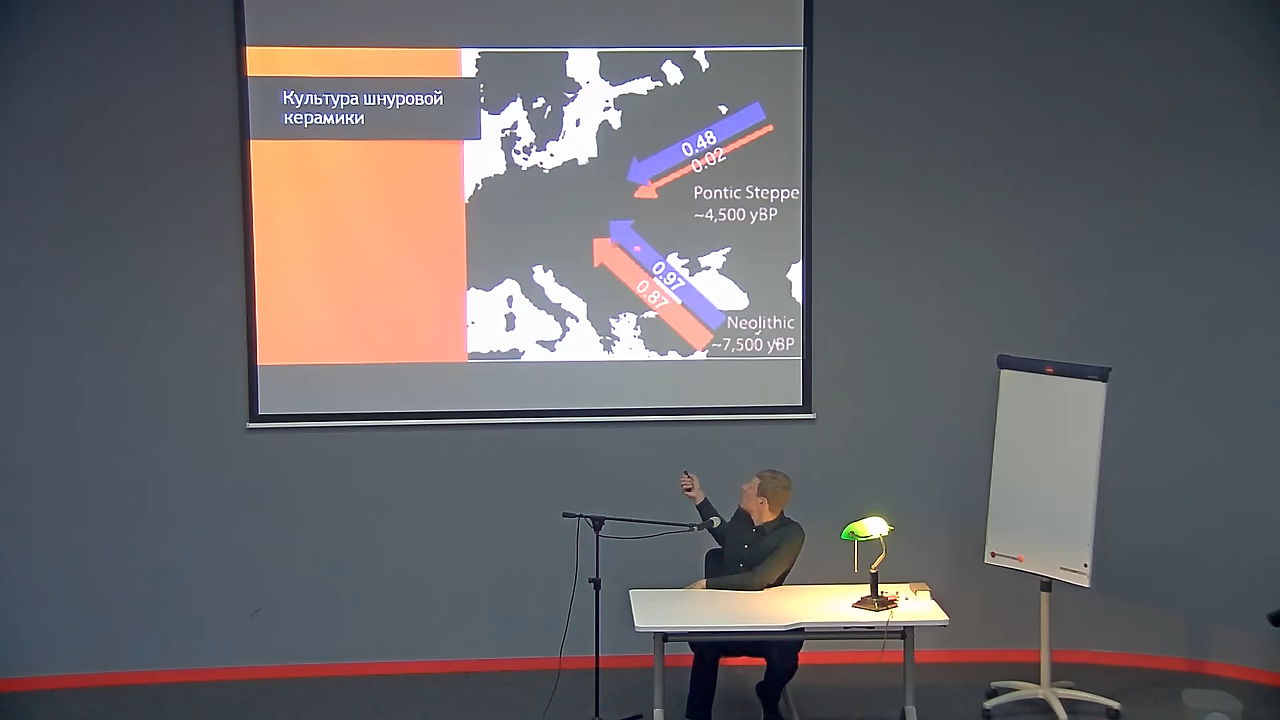 Культура шнуровой
керамики
0.48
0.02
Pontic Steppe
~4,500 yBP
0.97
0.87
Neolithic
~7,500 yBP